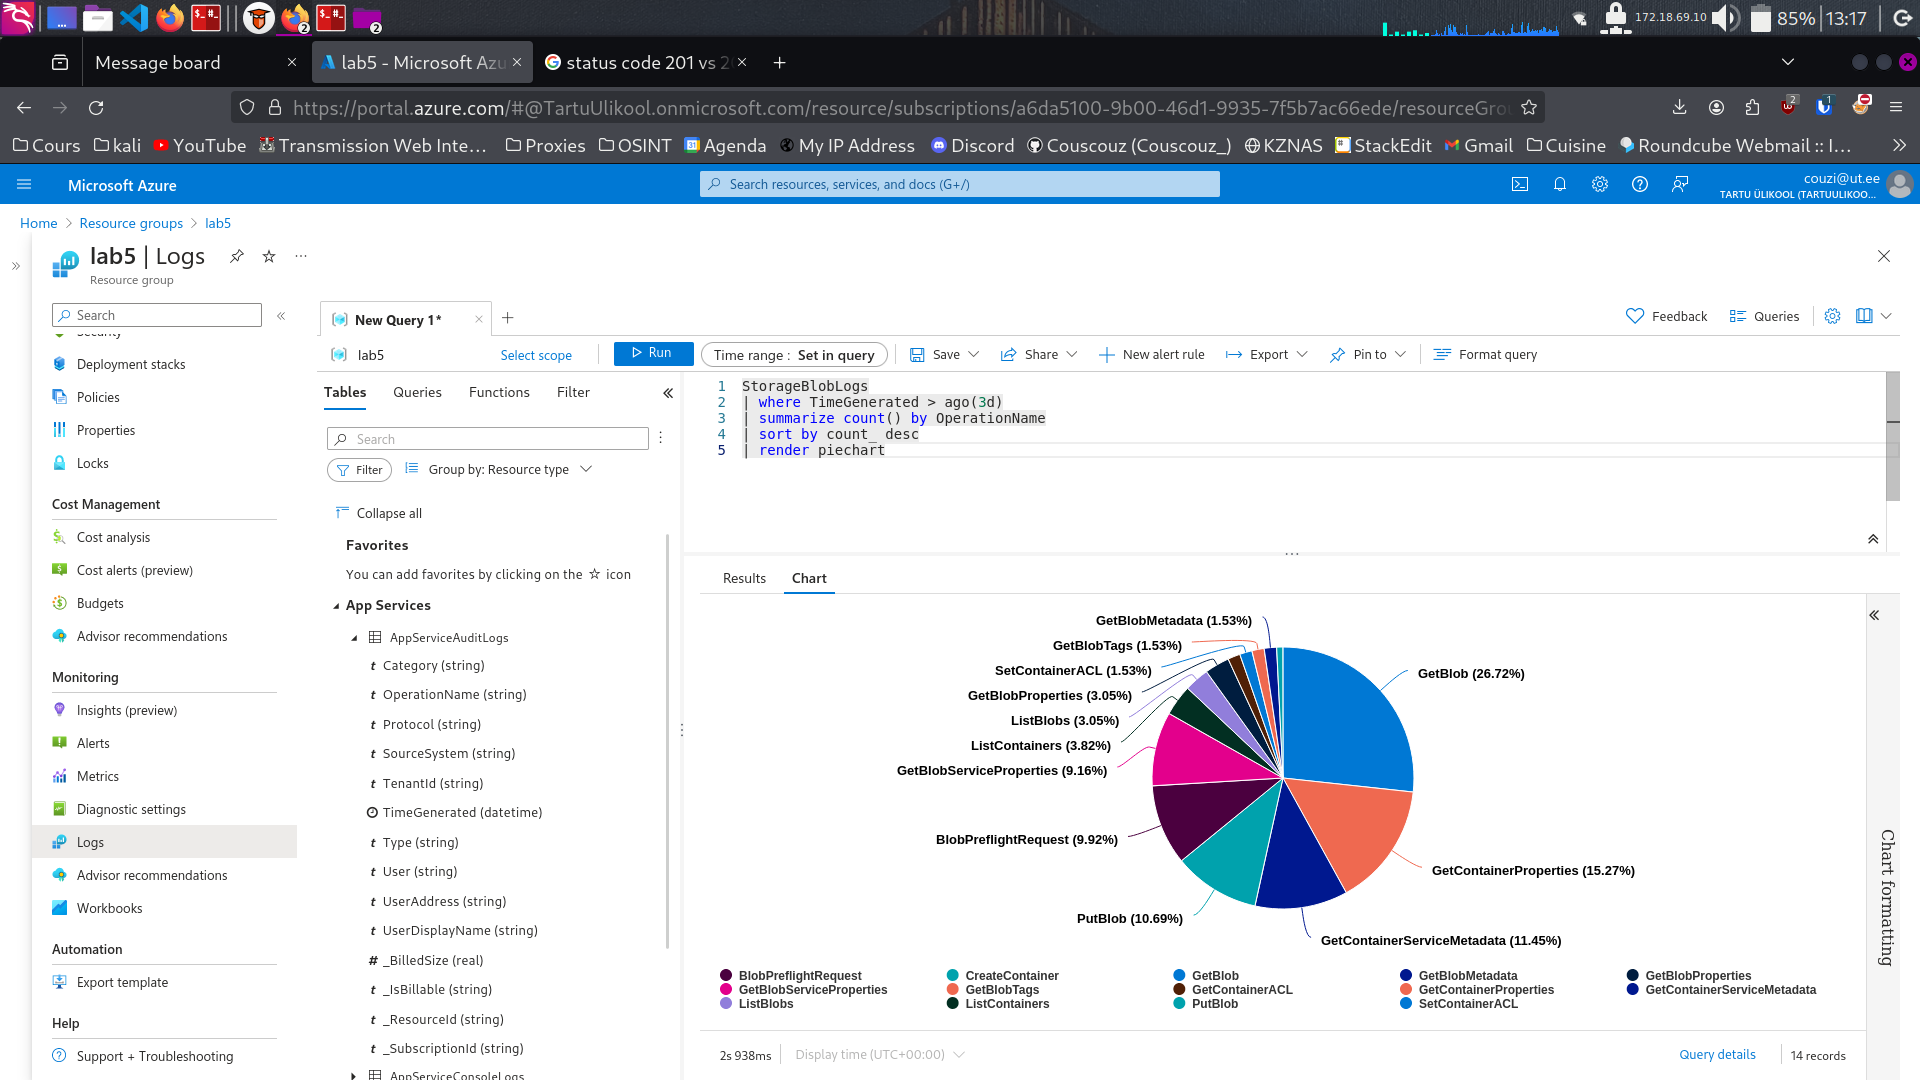 2
2
172.18.69.10
85%
13:17
Message board
lab5 - Microsoft Azu
status code 201 vs 2
https://portal.azure.com/#@TartuUlikool.onmicrosoft.com/resource/subscriptions/a6da5100-9b00-46d1-9935-7f5b7ac66ede/resourceGrou
2
1
Cours
kali
YouTube
Transmission Web Inte…
Proxies
OSINT
Agenda
My IP Address
Discord
Couscouz (Couscouz_)
KZNAS
StackEdit
Gmail
Cuisine
Roundcube Webmail :: I…
Microsoft Azure
Search resources, services, and docs (G+/)
couzi@ut.ee
TARTU ÜLIKOOL (TARTUULIKOO...
Home > Resource groups > lab5
lab5 | Logs
Resource group
Search
Security
Deployment stacks
Policies
Properties
Locks
Cost Management
Cost analysis
Cost alerts (preview)
Budgets
Advisor recommendations
Monitoring
Insights (preview)
Alerts
Metrics
Diagnostic settings
Logs
Advisor recommendations
Workbooks
Automation
Export template
Help
Support + Troubleshooting
New Query 1*
Feedback
Queries
lab5
Select scope
Run
Time range : Set in query
Save
Share
New alert rule
Export
Pin to
Format query
Tables
Queries
Functions
Filter
Search
Filter
Group by: Resource type
Collapse all
Favorites
You can add favorites by clicking on the ☆ icon
App Services
AppServiceAuditLogs
t Category (string)
t OperationName (string)
t Protocol (string)
t SourceSystem (string)
t TenantId (string)
TimeGenerated (datetime)
t Type (string)
t User (string)
t UserAddress (string)
t UserDisplayName (string)
# _BilledSize (real)
t _IsBillable (string)
t _ResourceId (string)
t _SubscriptionId (string)
AppServiceConsoleLogs
1 StorageBlobLogs
2 | where TimeGenerated > ago(3d)
3 | summarize count() by OperationName
4 | sort by count_ desc
5 | render piechart
Results
Chart
GetBlobMetadata (1.53%)
GetBlobTags (1.53%)
SetContainerACL (1.53%)
GetBlobProperties (3.05%)
ListBlobs (3.05%)
ListContainers (3.82%)
GetBlobServiceProperties (9.16%)
BlobPreflightRequest (9.92%)
PutBlob (10.69%)
GetBlob (26.72%)
GetContainerProperties (15.27%)
GetContainerServiceMetadata (11.45%)
BlobPreflightRequest
CreateContainer
GetBlob
GetBlobMetadata
GetBlobProperties
GetBlobServiceProperties
GetBlobTags
GetContainerACL
GetContainerProperties
GetContainerServiceMetadata
ListBlobs
ListContainers
PutBlob
SetContainerACL
Chart formatting
2s 938ms
Display time (UTC+00:00)
Query details
14 records